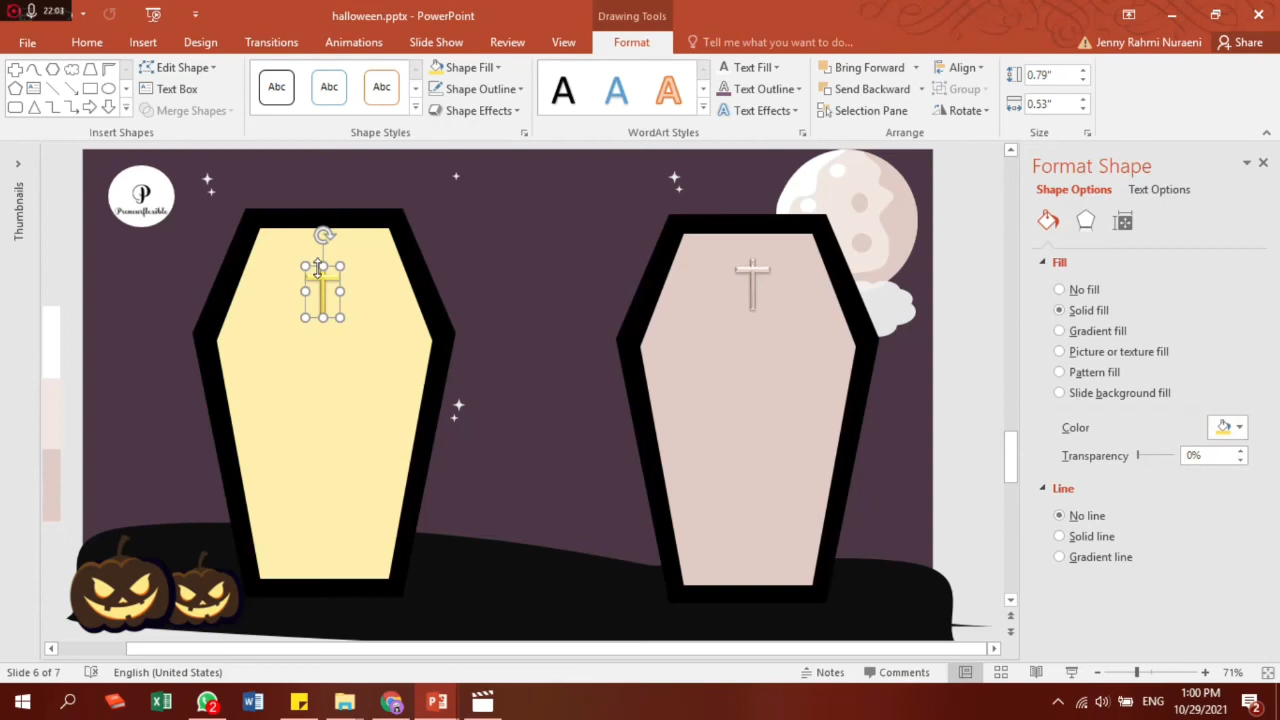 22:03
halloween.pptx - PowerPoint
Drawing Tools
File Home Insert Design Transitions Animations Slide Show Review View Format Tell me what you want to do... Jenny Rahmi Nuraeni Share
Edit Shape
Text Box
Merge Shapes
Insert Shapes
Abc Abc Abc
Shape Fill
Shape Outline
Shape Effects
Shape Styles
A A A
Text Fill
Text Outline
Text Effects
WordArt Styles
Bring Forward
Send Backward
Selection Pane
Align
Group
Rotate
Arrange
0.79"
0.53"
Size
Thumbnails
P
Preneurflexible
Format Shape
Shape Options Text Options
Fill
No fill
Solid fill
Gradient fill
Picture or texture fill
Pattern fill
Slide background fill
Color
Transparency 0%
Line
No line
Solid line
Gradient line
Slide 6 of 7 English (United States) Notes Comments 71%
2
ENG
1:00 PM
10/29/2021
2